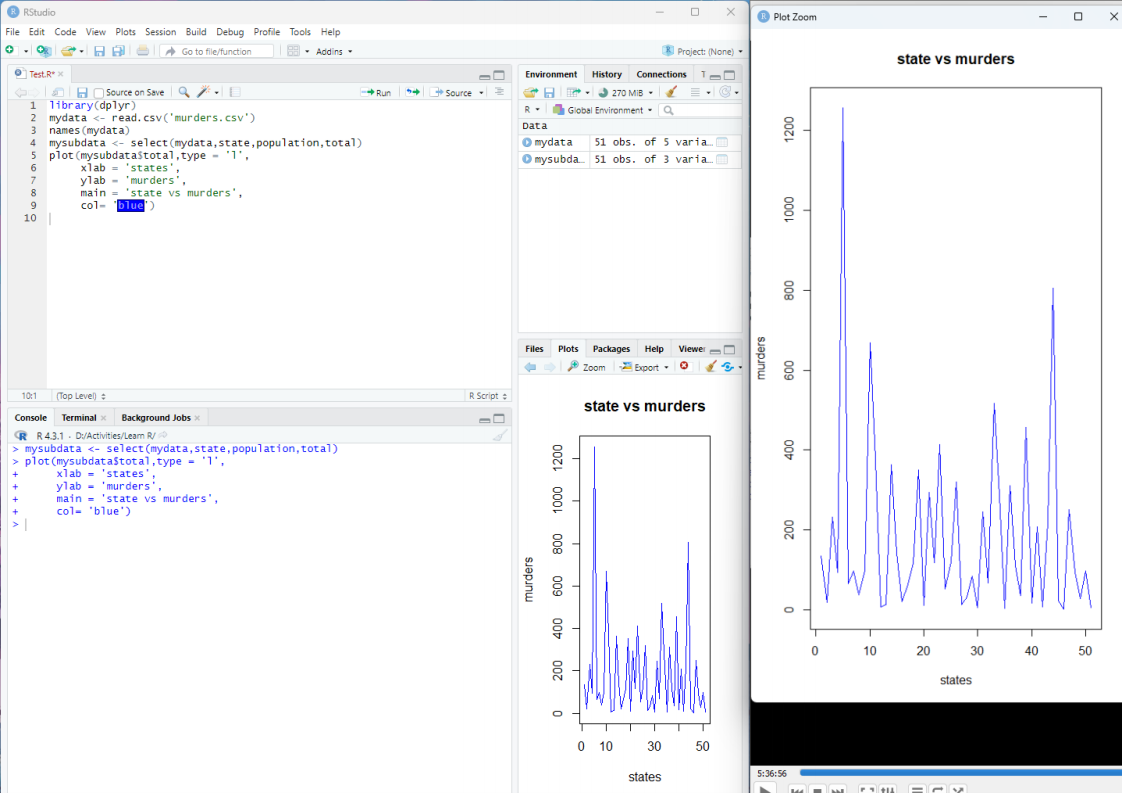 RStudio
File Edit Code View Plots Session Build Debug Profile Tools Help
Go to file/function Addins Project: (None)
Test.R*
Source on Save Run Source
1 library(dplyr)
2 mydata <- read.csv('murders.csv')
3 names(mydata)
4 mysubdata <- select(mydata,state,population,total)
5 plot(mysubdata$total,type = 'l',
6 xlab = 'states',
7 ylab = 'murders',
8 main = 'state vs murders',
9 col= 'blue')
10
10:1 (Top Level) R Script
Console Terminal Background Jobs
R 4.3.1 · D:/Activities/Learn R/
> mysubdata <- select(mydata,state,population,total)
> plot(mysubdata$total,type = 'l',
+ xlab = 'states',
+ ylab = 'murders',
+ main = 'state vs murders',
+ col= 'blue')
>
Environment History Connections T
270 MiB
R Global Environment
Data
mydata 51 obs. of 5 varia…
mysubda… 51 obs. of 3 varia…
Files Plots Packages Help Viewer
Zoom Export
state vs murders
murders
0 200 400 600 800 1000 1200
0 10 30 50
states
Plot Zoom
state vs murders
murders
0 200 400 600 800 1000 1200
0 10 20 30 40 50
states
5:36:56